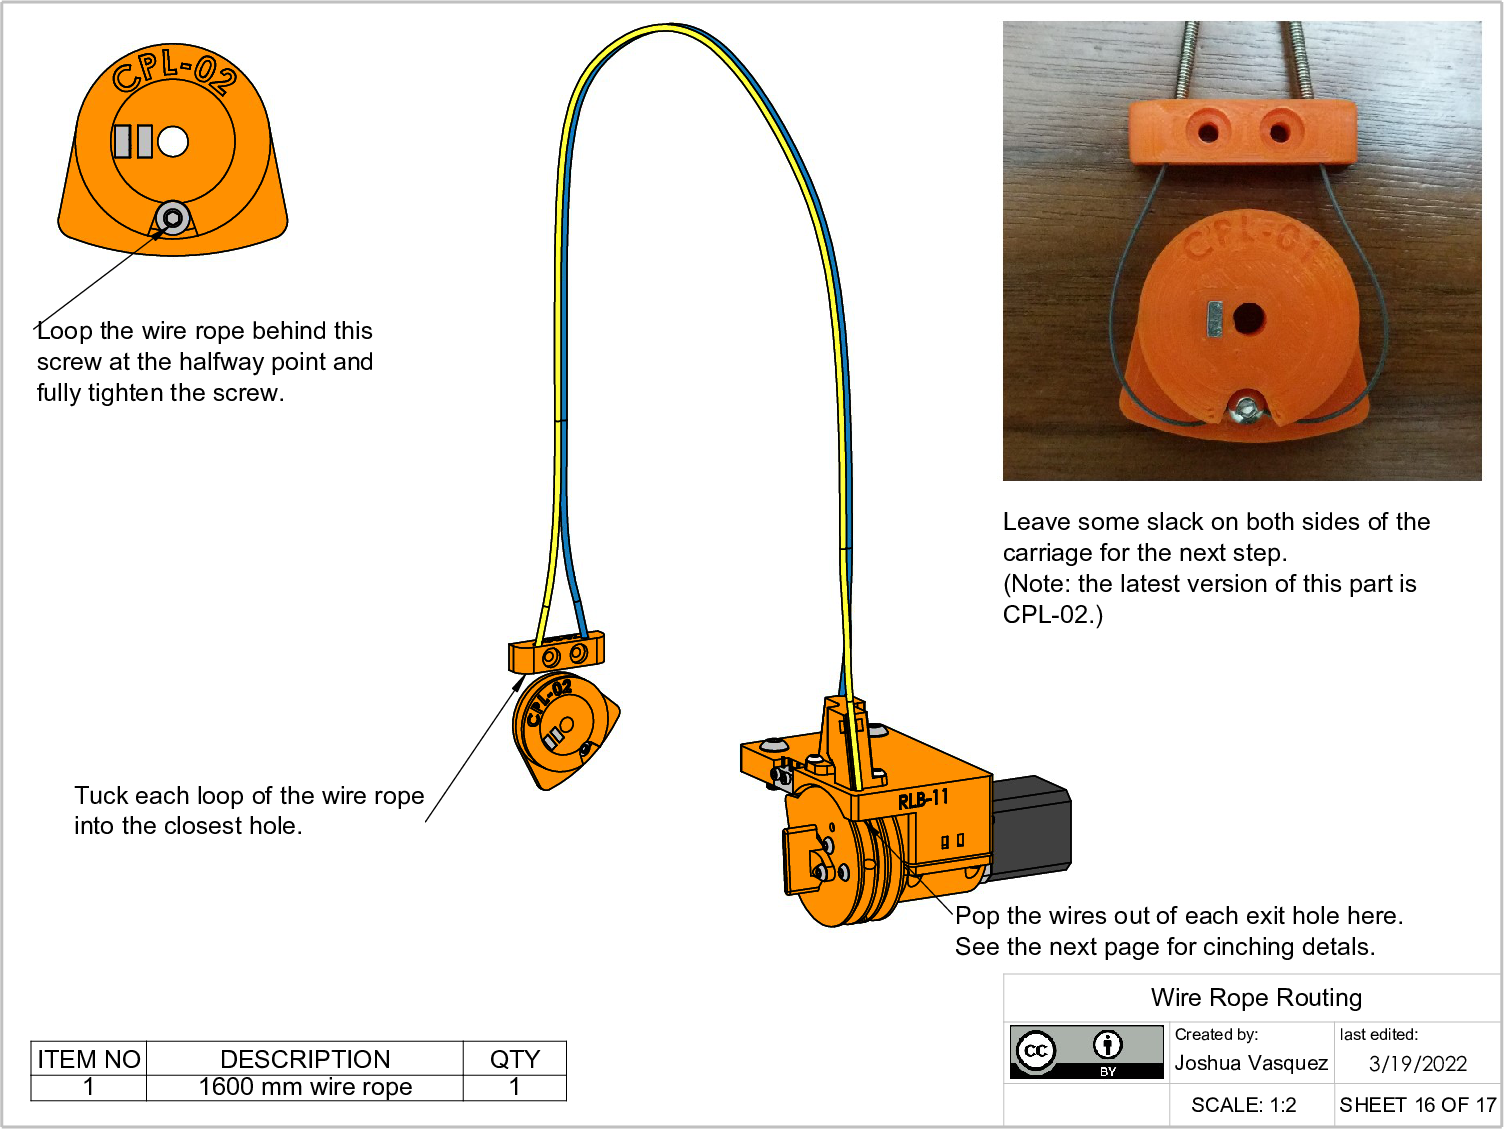 CPL-02
Loop the wire rope behind this
screw at the halfway point and
fully tighten the screw.
CPL-01
Leave some slack on both sides of the
carriage for the next step.
(Note: the latest version of this part is
CPL-02.)
CPL-02
Tuck each loop of the wire rope
into the closest hole.
RLB-11
Pop the wires out of each exit hole here.
See the next page for cinching detals.
ITEM NO DESCRIPTION QTY
1 1600 mm wire rope 1
Wire Rope Routing
cc BY
Created by:
Joshua Vasquez
last edited:
3/19/2022
SCALE: 1:2
SHEET 16 OF 17